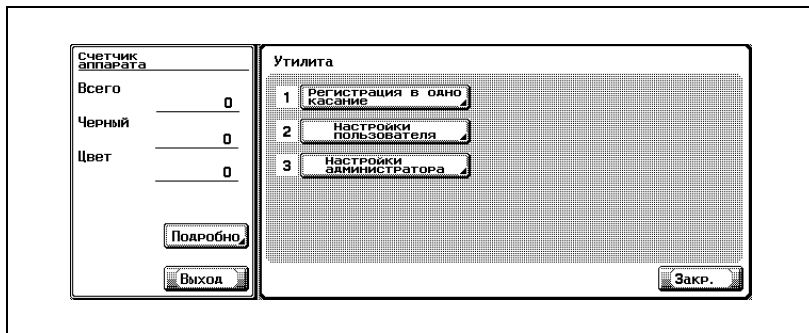 Счетчик
аппарата
Всего
0
Черный
0
Цвет
0
Подробно
Выход
Утилита
1 Регистрация в одно
касание
2 Настройки
пользователя
3 Настройки
администратора
Закр.